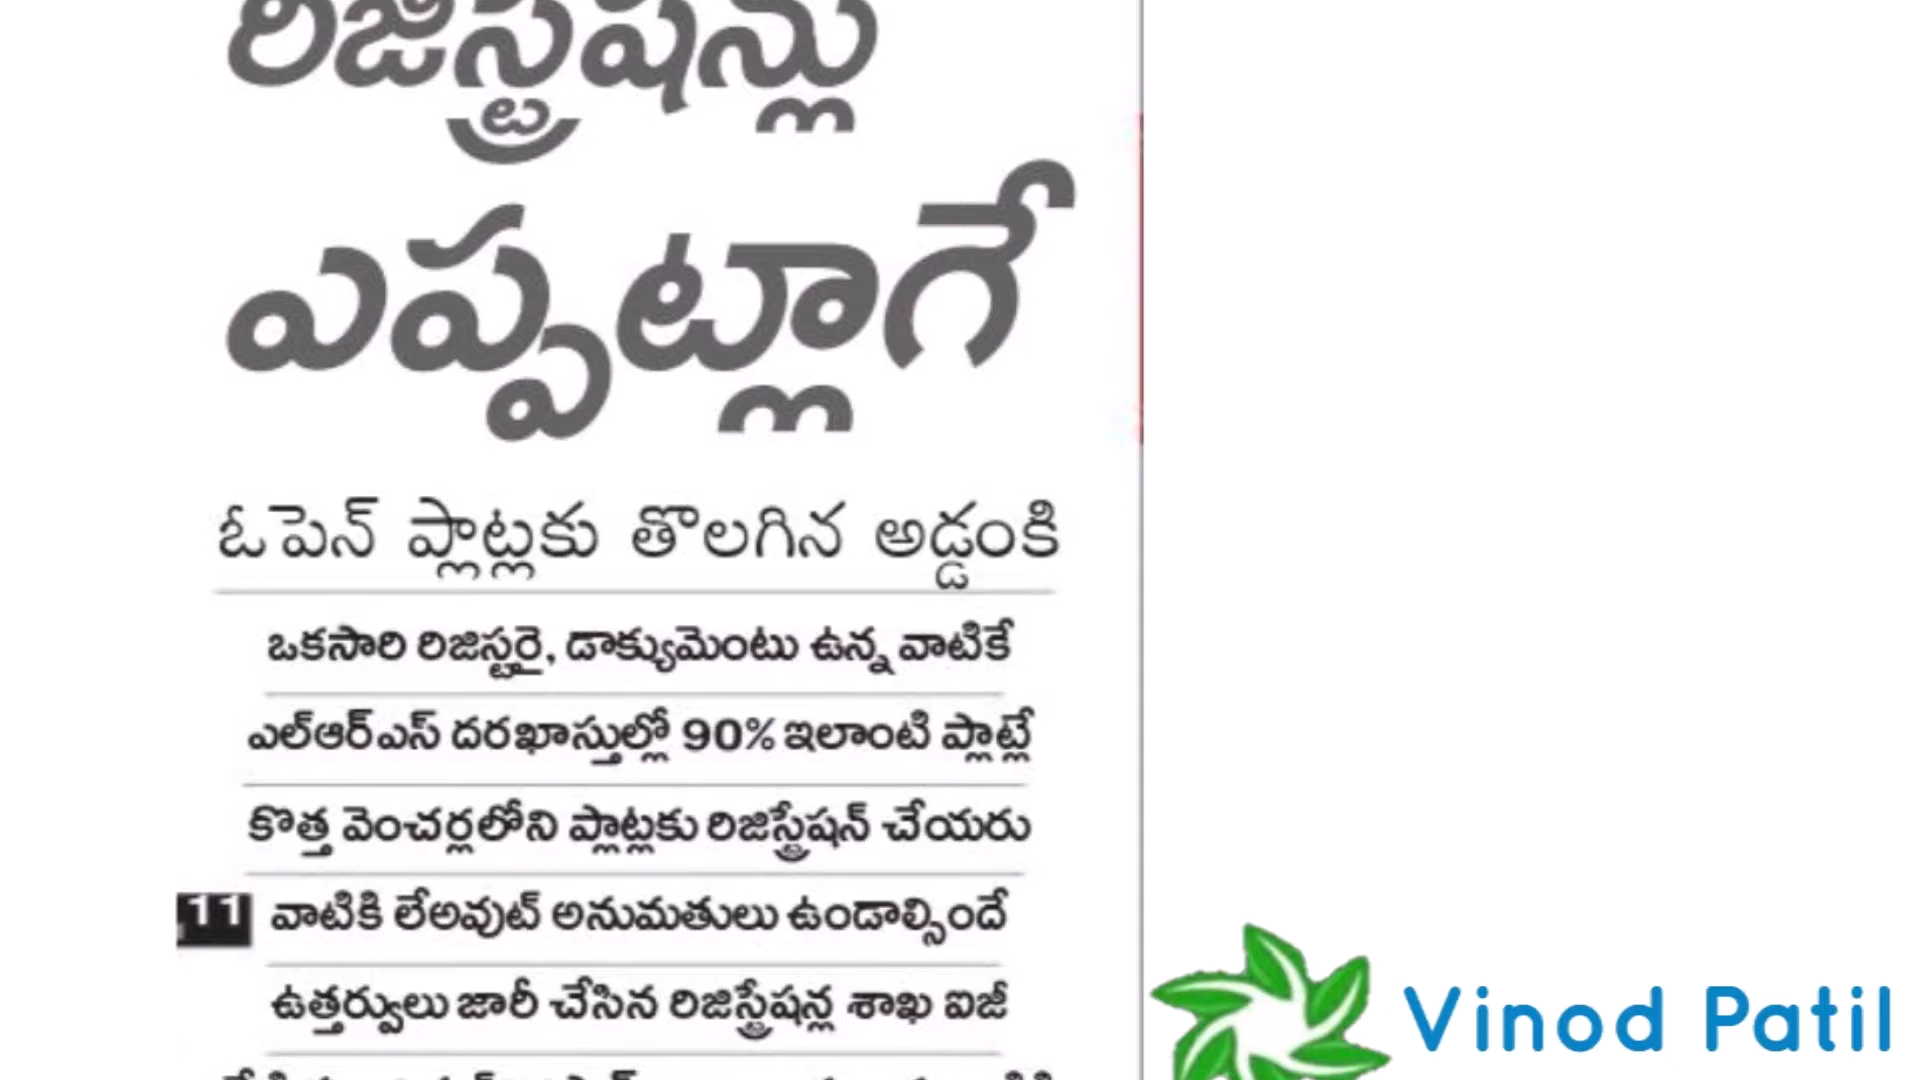 రిజిస్ట్రేషన్లు
ఎప్పట్లాగే
ఓపెన్ ప్లాట్లకు తొలగిన అడ్డంకి
ఒకసారి రిజిస్టరై, డాక్యుమెంటు ఉన్న వాటికే
ఎల్ఆర్ఎస్ దరఖాస్తుల్లో 90% ఇలాంటి ప్లాట్లే
కొత్త వెంచర్లలోని ప్లాట్లకు రిజిస్ట్రేషన్ చేయరు
11 వాటికి లేఅవుట్ అనుమతులు ఉండాల్సిందే
ఉత్తర్వులు జారీ చేసిన రిజిస్ట్రేషన్ల శాఖ ఐజీ
Vinod Patil